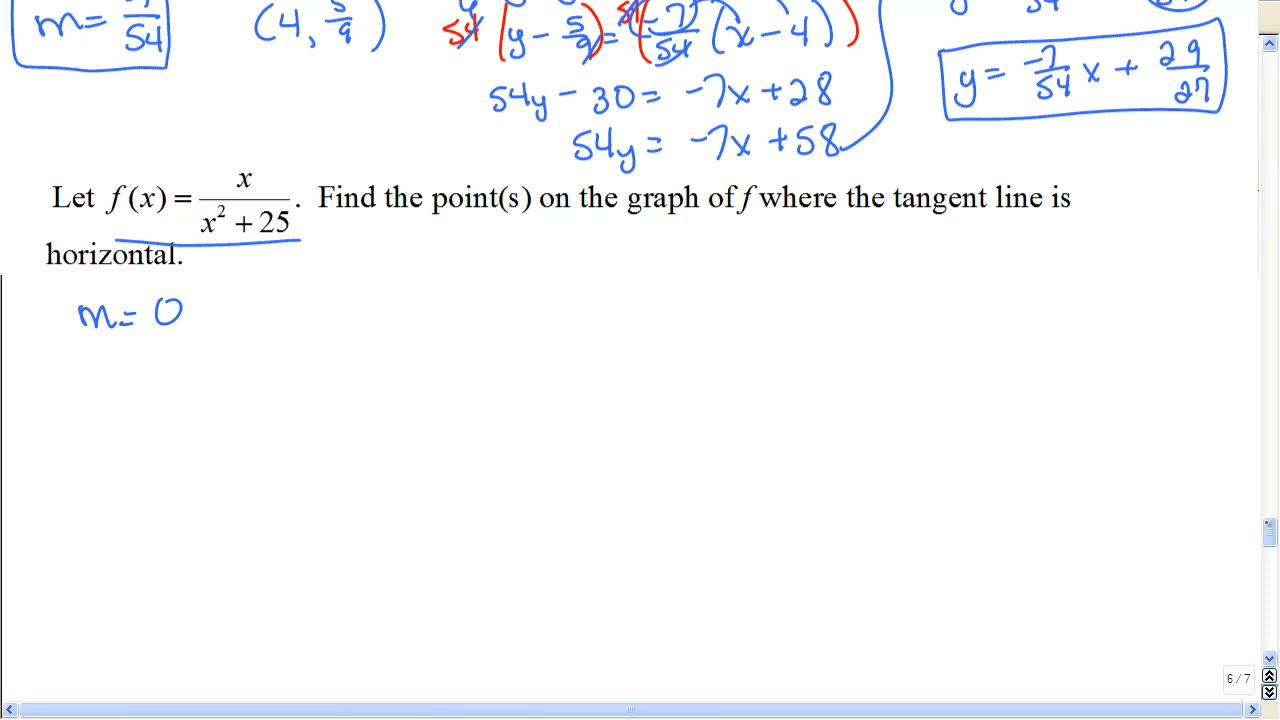 m= -7/54 (4, 5/9) 54(y - 5/9 = 54(-7/54 (x - 4))
y = -7/54 x + 29/27
54y - 30 = -7x + 28
54y = -7x + 58
Let f(x) = x/(x² + 25). Find the point(s) on the graph of f where the tangent line is
horizontal.
m= 0
6 / 7